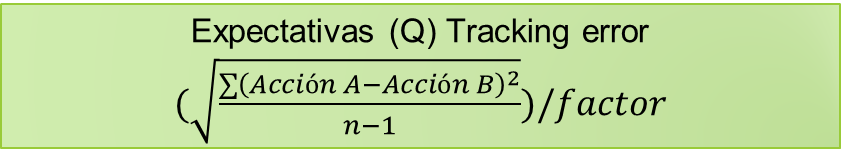 Expectativas (Q) Tracking error
(√(∑(Acción A−Acción B)²/n−1))/factor